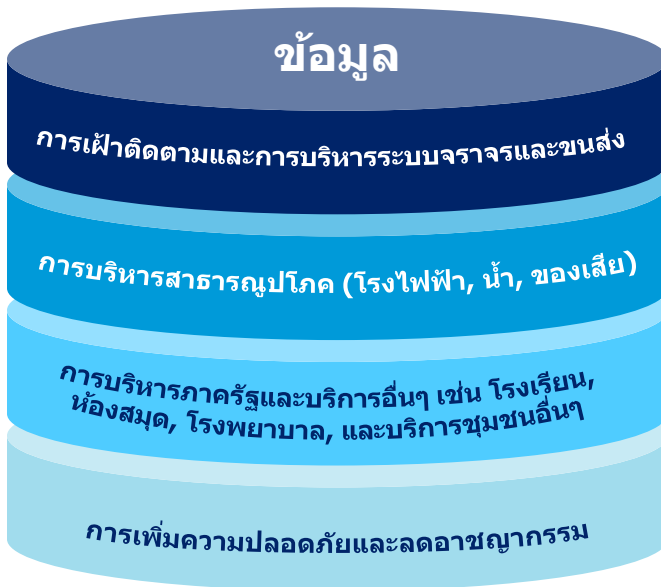 ข้อมูล
การเฝ้าติดตามและการบริหารระบบจราจรและขนส่ง
การบริหารสาธารณูปโภค (โรงไฟฟ้า, น้ำ, ของเสีย)
การบริหารภาครัฐและบริการอื่นๆ เช่น โรงเรียน,
ห้องสมุด, โรงพยาบาล, และบริการชุมชนอื่นๆ
การเพิ่มความปลอดภัยและลดอาชญากรรม